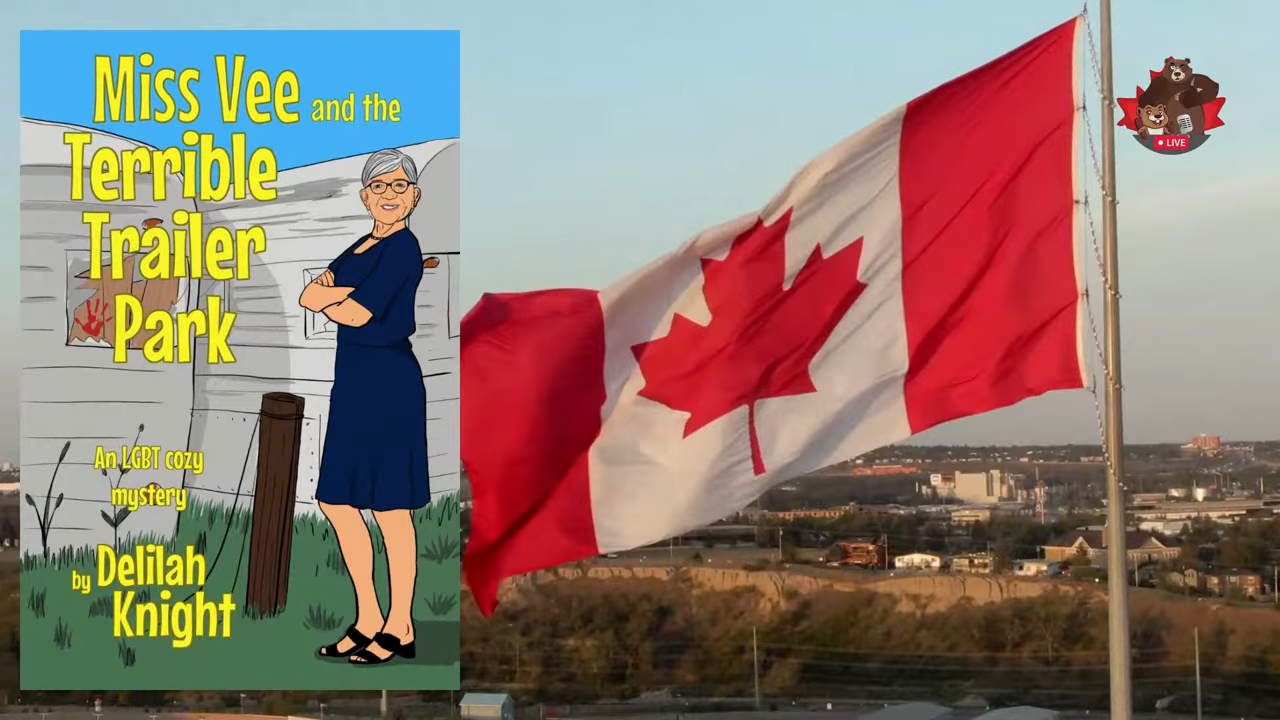 Miss Vee and the
Terrible
Trailer
Park
An LGBT cozy
mystery
by Delilah
Knight
LIVE